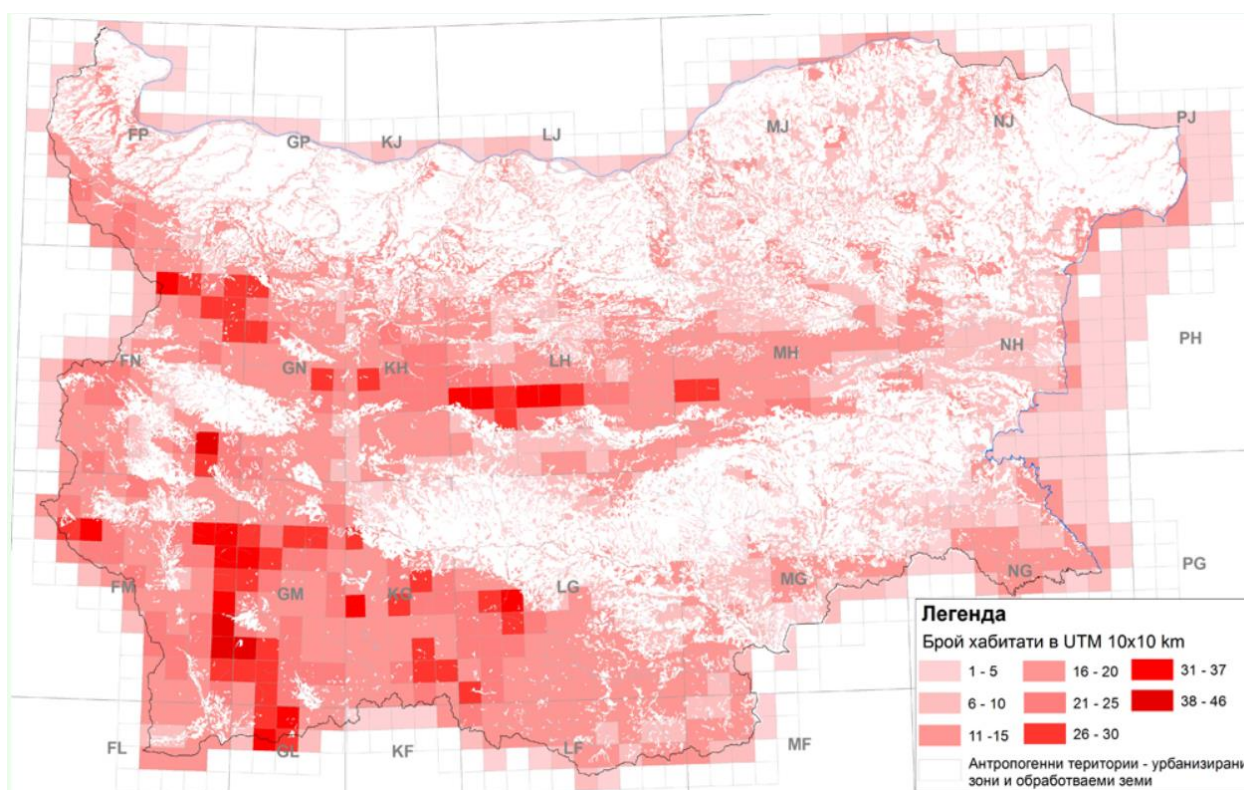 PJ
FP
GP
KJ
LJ
MJ
NJ
FN
GN
KH
LH
MH
NH
PH
FM
GM
KG
LG
MG
NG
PG
FL
GL
KF
LF
MF
Легенда
Брой хабитати в UTM 10x10 km
1 - 5
16 - 20
31 - 37
6 - 10
21 - 25
38 - 46
11 -15
26 - 30
Антропогенни територии - урбанизирани
зони и обработваеми земи